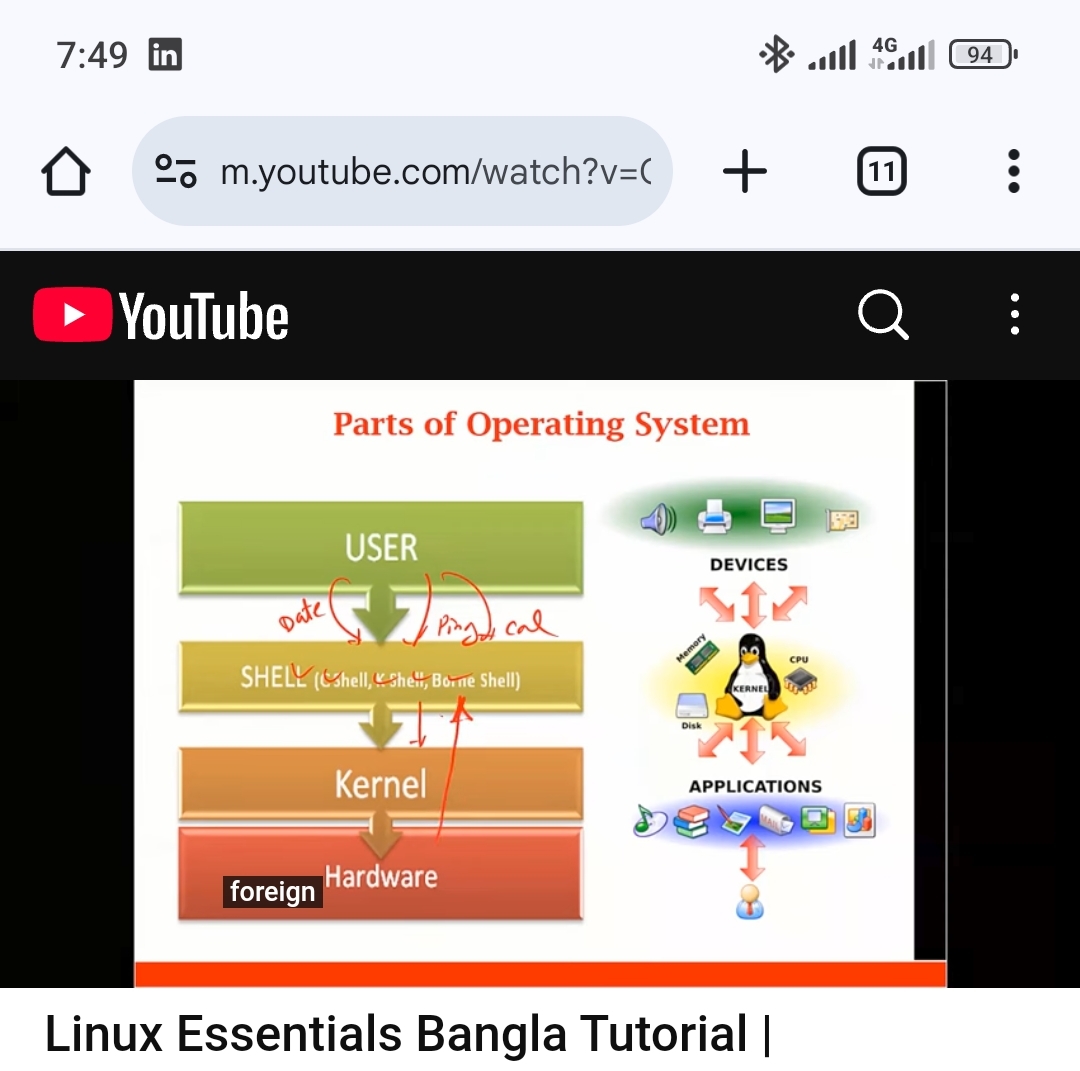 7:49 in 4G 94
m.youtube.com/watch?v=
11
YouTube
Parts of Operating System
USER
Date
Ping
cal
SHELL (C Shell, K Shell, Borne Shell)
Kernel
Hardware
foreign
DEVICES
Memory
CPU
KERNEL
Disk
APPLICATIONS
MAIL
Linux Essentials Bangla Tutorial |